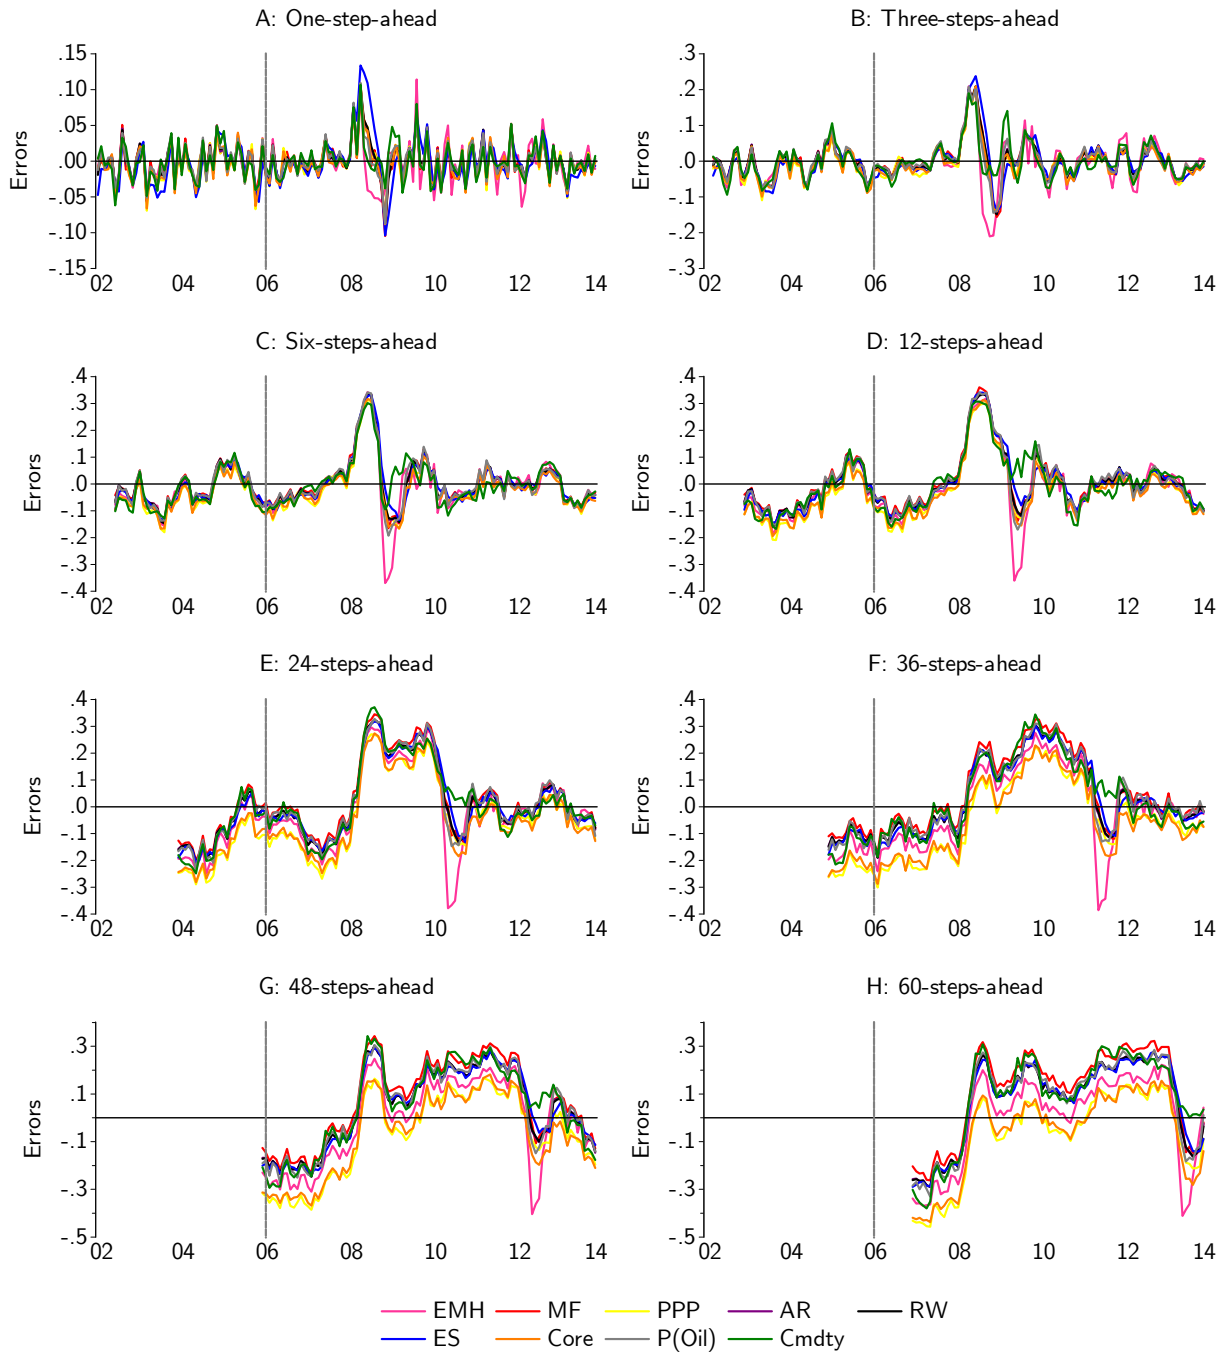 A: One-step-ahead
B: Three-steps-ahead
.15
.10
.05
.00
-.05
-.10
-.15
Errors
02 04 06 08 10 12 14
.3
.2
.1
.0
-.1
-.2
-.3
Errors
02 04 06 08 10 12 14
C: Six-steps-ahead
D: 12-steps-ahead
.4
.3
.2
.1
.0
-.1
-.2
-.3
-.4
Errors
02 04 06 08 10 12 14
.4
.3
.2
.1
.0
-.1
-.2
-.3
-.4
Errors
02 04 06 08 10 12 14
E: 24-steps-ahead
F: 36-steps-ahead
.4
.3
.2
.1
.0
-.1
-.2
-.3
-.4
Errors
02 04 06 08 10 12 14
.4
.3
.2
.1
.0
-.1
-.2
-.3
-.4
Errors
02 04 06 08 10 12 14
G: 48-steps-ahead
H: 60-steps-ahead
.3
.1
-.1
-.3
-.5
Errors
02 04 06 08 10 12 14
.3
.1
-.1
-.3
-.5
Errors
02 04 06 08 10 12 14
EMH MF PPP AR RW
ES Core P(Oil) Cmdty